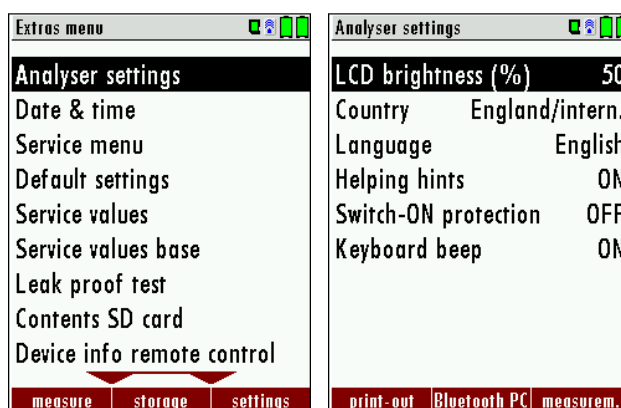 Extras menu
Analyser settings
Date & time
Service menu
Default settings
Service values
Service values base
Leak proof test
Contents SD card
Device info remote control
measure storage settings
Analyser settings
LCD brightness (%) 50
Country England/intern.
Language English
Helping hints ON
Switch-ON protection OFF
Keyboard beep ON
print-out Bluetooth PC measurem.